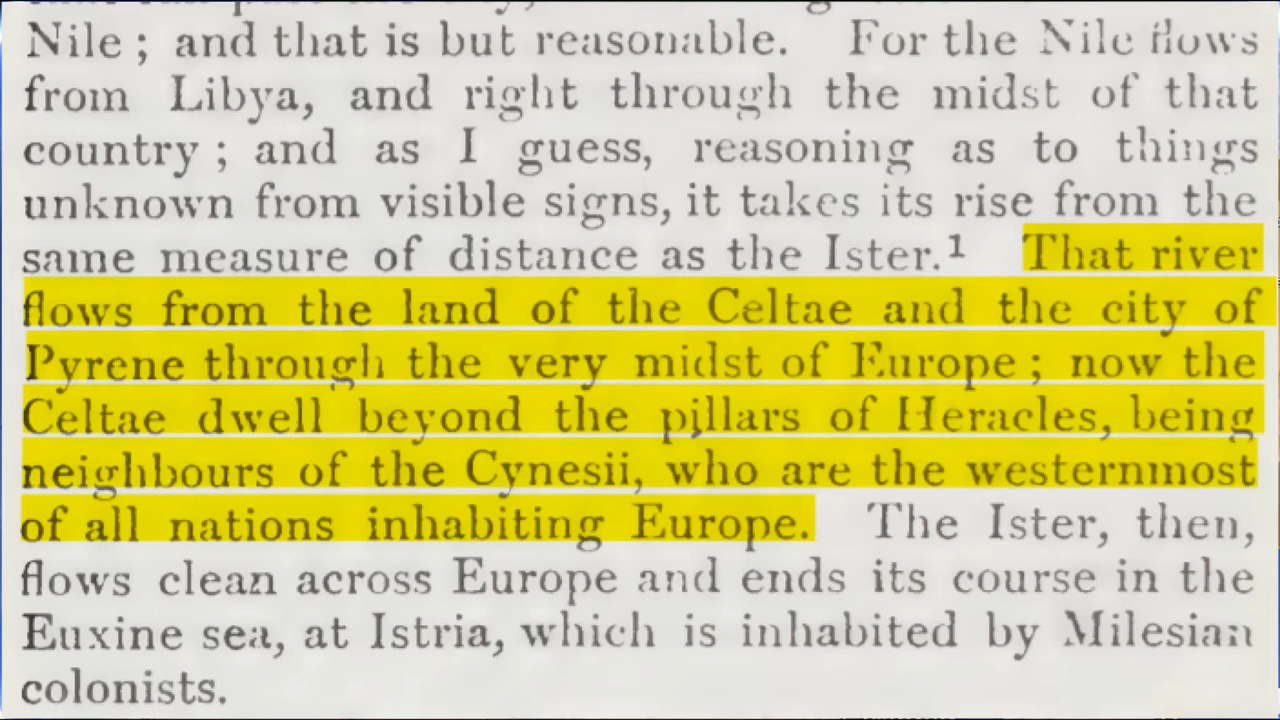 Nile ; and that is but reasonable. For the Nile flows
from Libya, and right through the midst of that
country ; and as I guess, reasoning as to things
unknown from visible signs, it takes its rise from the
same measure of distance as the Ister.¹ That river
flows from the land of the Celtae and the city of
Pyrene through the very midst of Europe ; now the
Celtae dwell beyond the pillars of Heracles, being
neighbours of the Cynesii, who are the westernmost
of all nations inhabiting Europe. The Ister, then,
flows clean across Europe and ends its course in the
Euxine sea, at Istria, which is inhabited by Milesian
colonists.